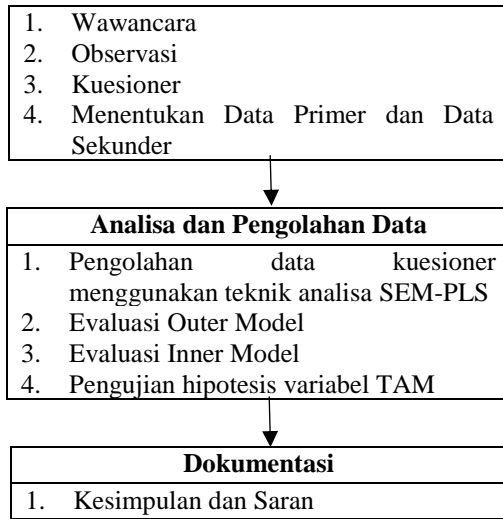 1. Wawancara
2. Observasi
3. Kuesioner
4. Menentukan Data Primer dan Data
Sekunder
Analisa dan Pengolahan Data
1. Pengolahan data kuesioner
menggunakan teknik analisa SEM-PLS
2. Evaluasi Outer Model
3. Evaluasi Inner Model
4. Pengujian hipotesis variabel TAM
Dokumentasi
1. Kesimpulan dan Saran